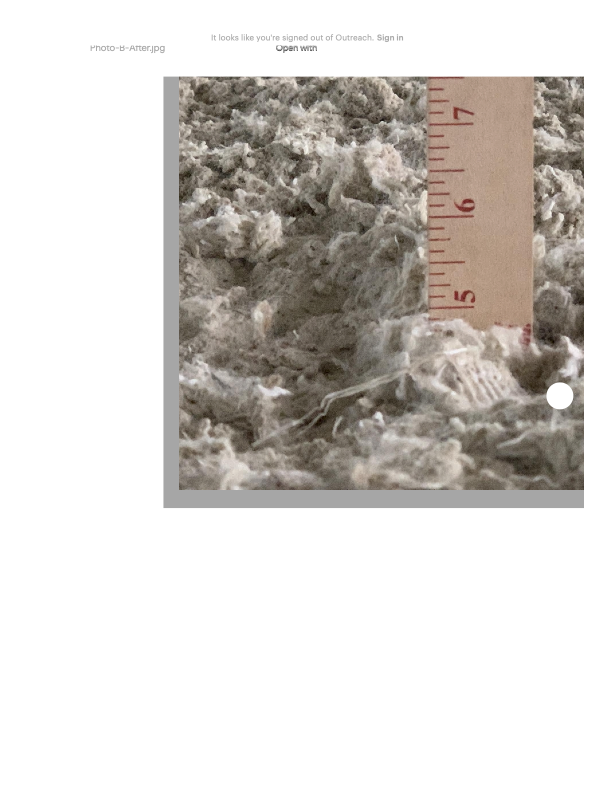 It looks like you're signed out of Outreach. Sign in
Photo-B-After.jpg
Open with
7
6
5